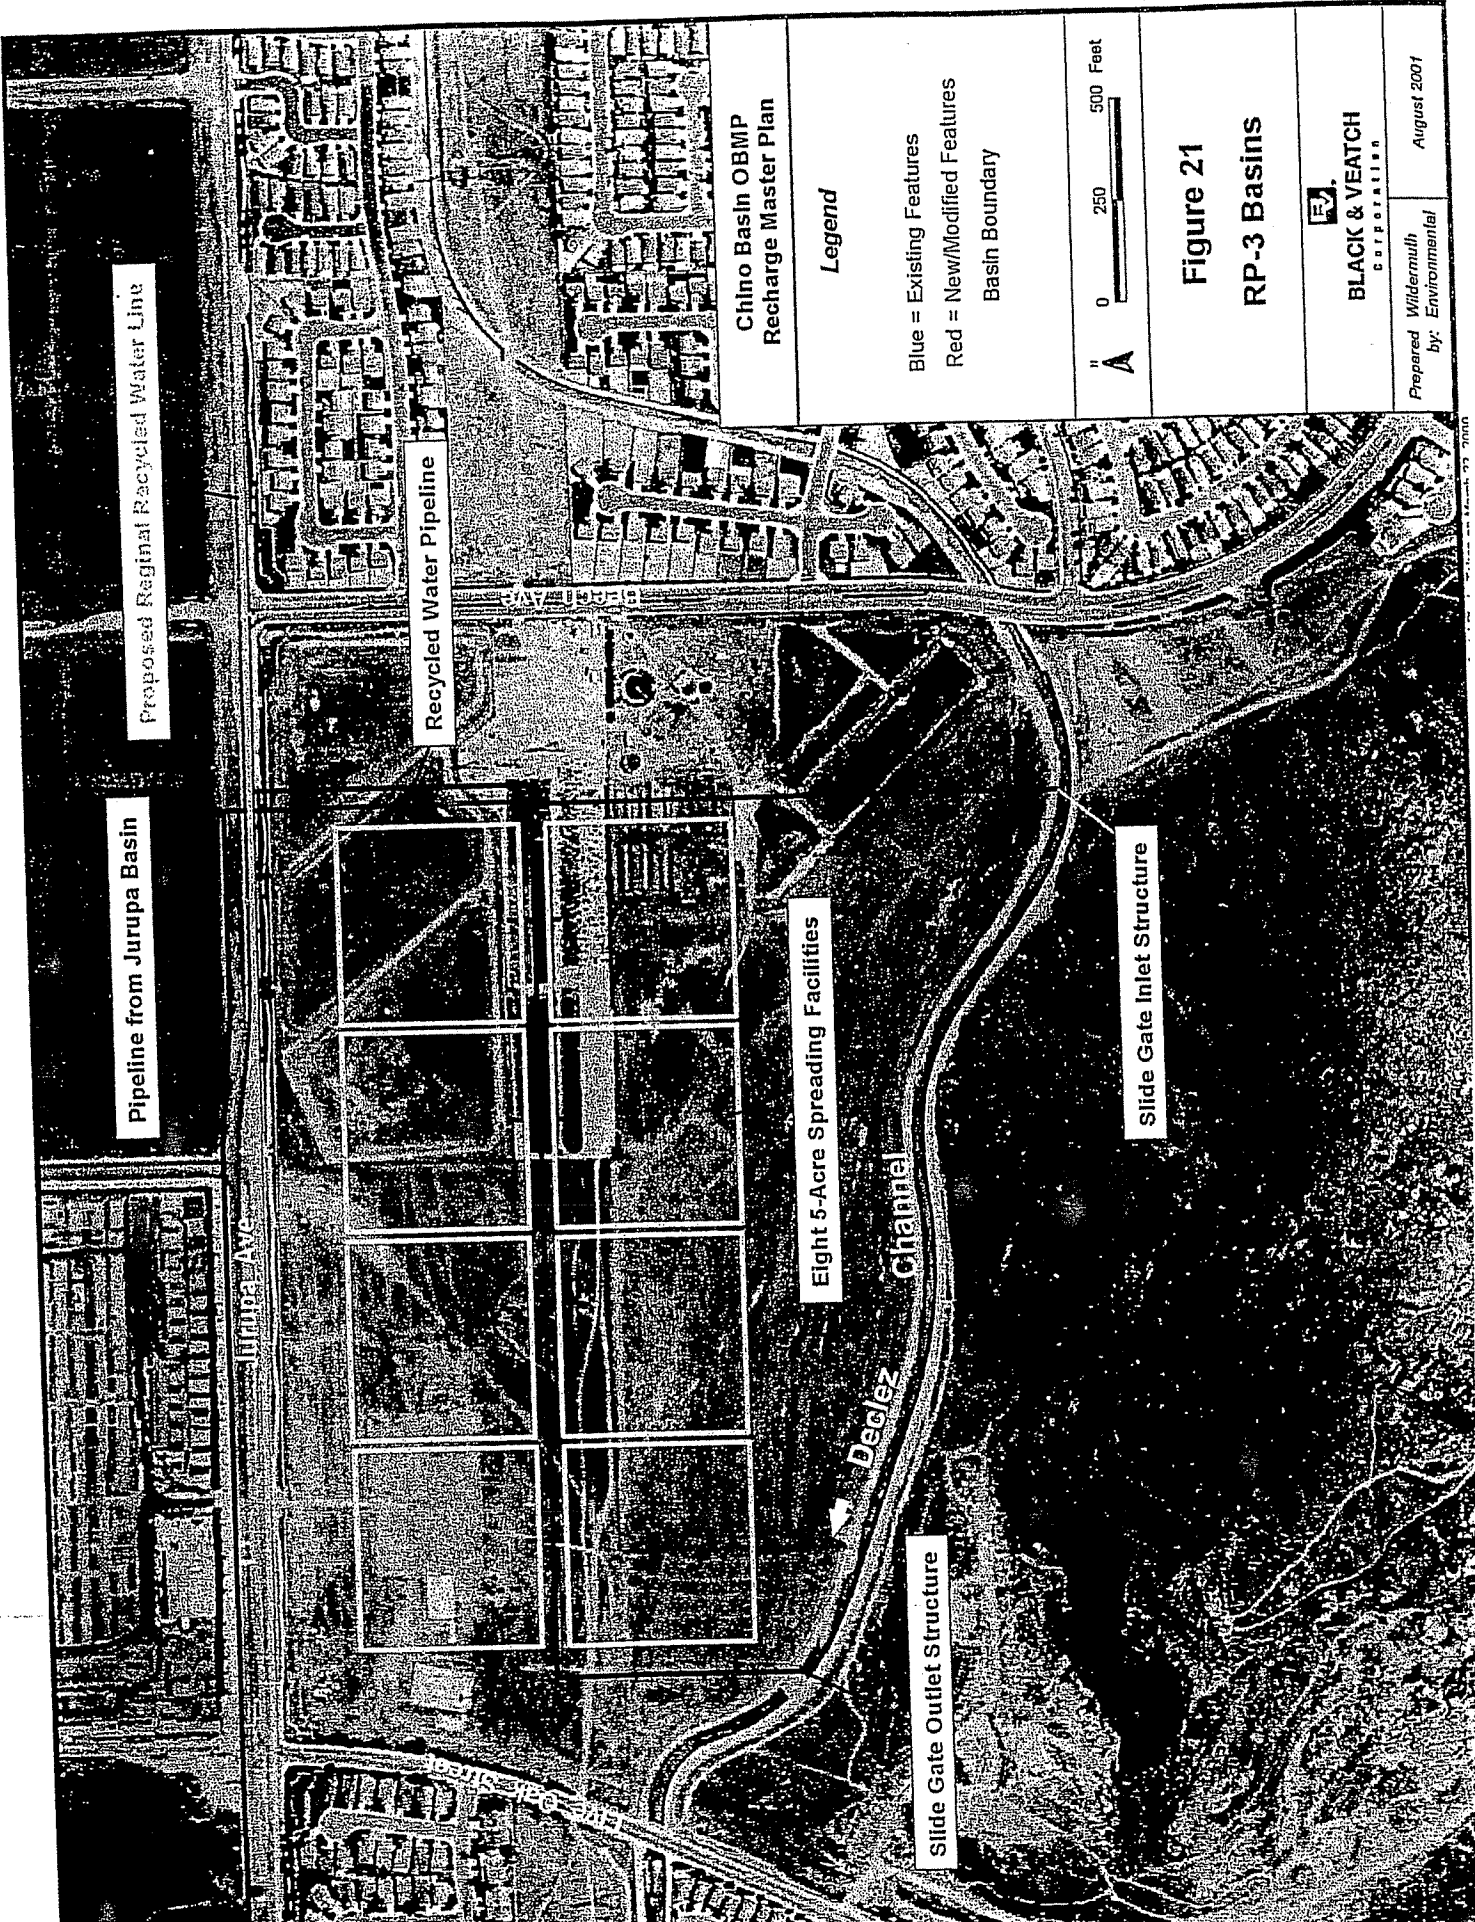 Proposed Reginal Recycled Water Line
Pipeline from Jurupa Basin
Recycled Water Pipeline
Jurupa Ave
Eight 5-Acre Spreading Facilities
Declez
Channel
Slide Gate Inlet Structure
Slide Gate Outlet Structure
Chino Basin OBMP
Recharge Master Plan
Legend
Blue = Existing Features
Red = New/Modified Features
Basin Boundary
0 250 500 Feet
Figure 21
RP-3 Basins
BLACK & VEATCH
Corporation
Prepared by: Wildermuth Environmental
August 2001